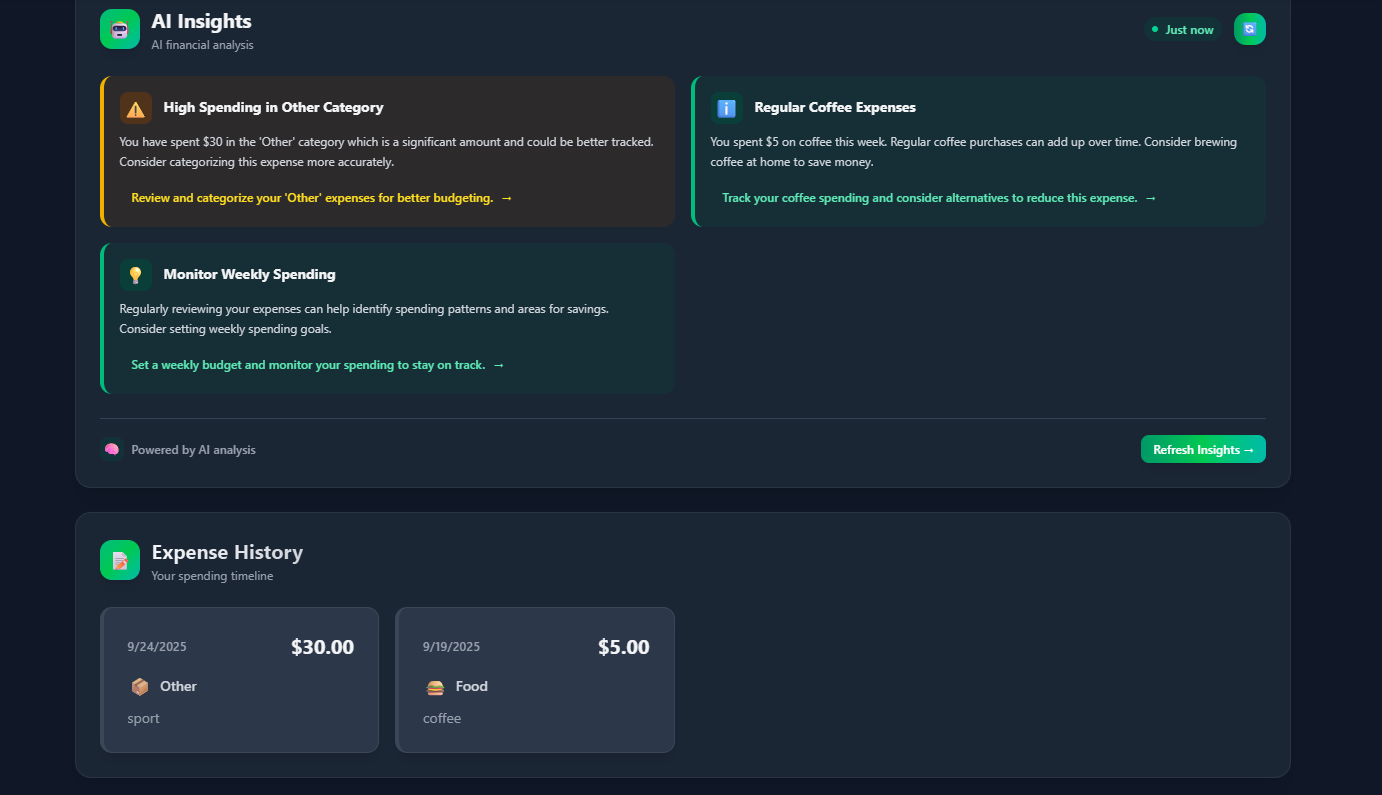 AI Insights
AI financial analysis
Just now
High Spending in Other Category
You have spent $30 in the 'Other' category which is a significant amount and could be better tracked.
Consider categorizing this expense more accurately.
Review and categorize your 'Other' expenses for better budgeting. →
Regular Coffee Expenses
You spent $5 on coffee this week. Regular coffee purchases can add up over time. Consider brewing
coffee at home to save money.
Track your coffee spending and consider alternatives to reduce this expense. →
Monitor Weekly Spending
Regularly reviewing your expenses can help identify spending patterns and areas for savings.
Consider setting weekly spending goals.
Set a weekly budget and monitor your spending to stay on track. →
Powered by AI analysis
Refresh Insights →
Expense History
Your spending timeline
9/24/2025
$30.00
Other
sport
9/19/2025
$5.00
Food
coffee